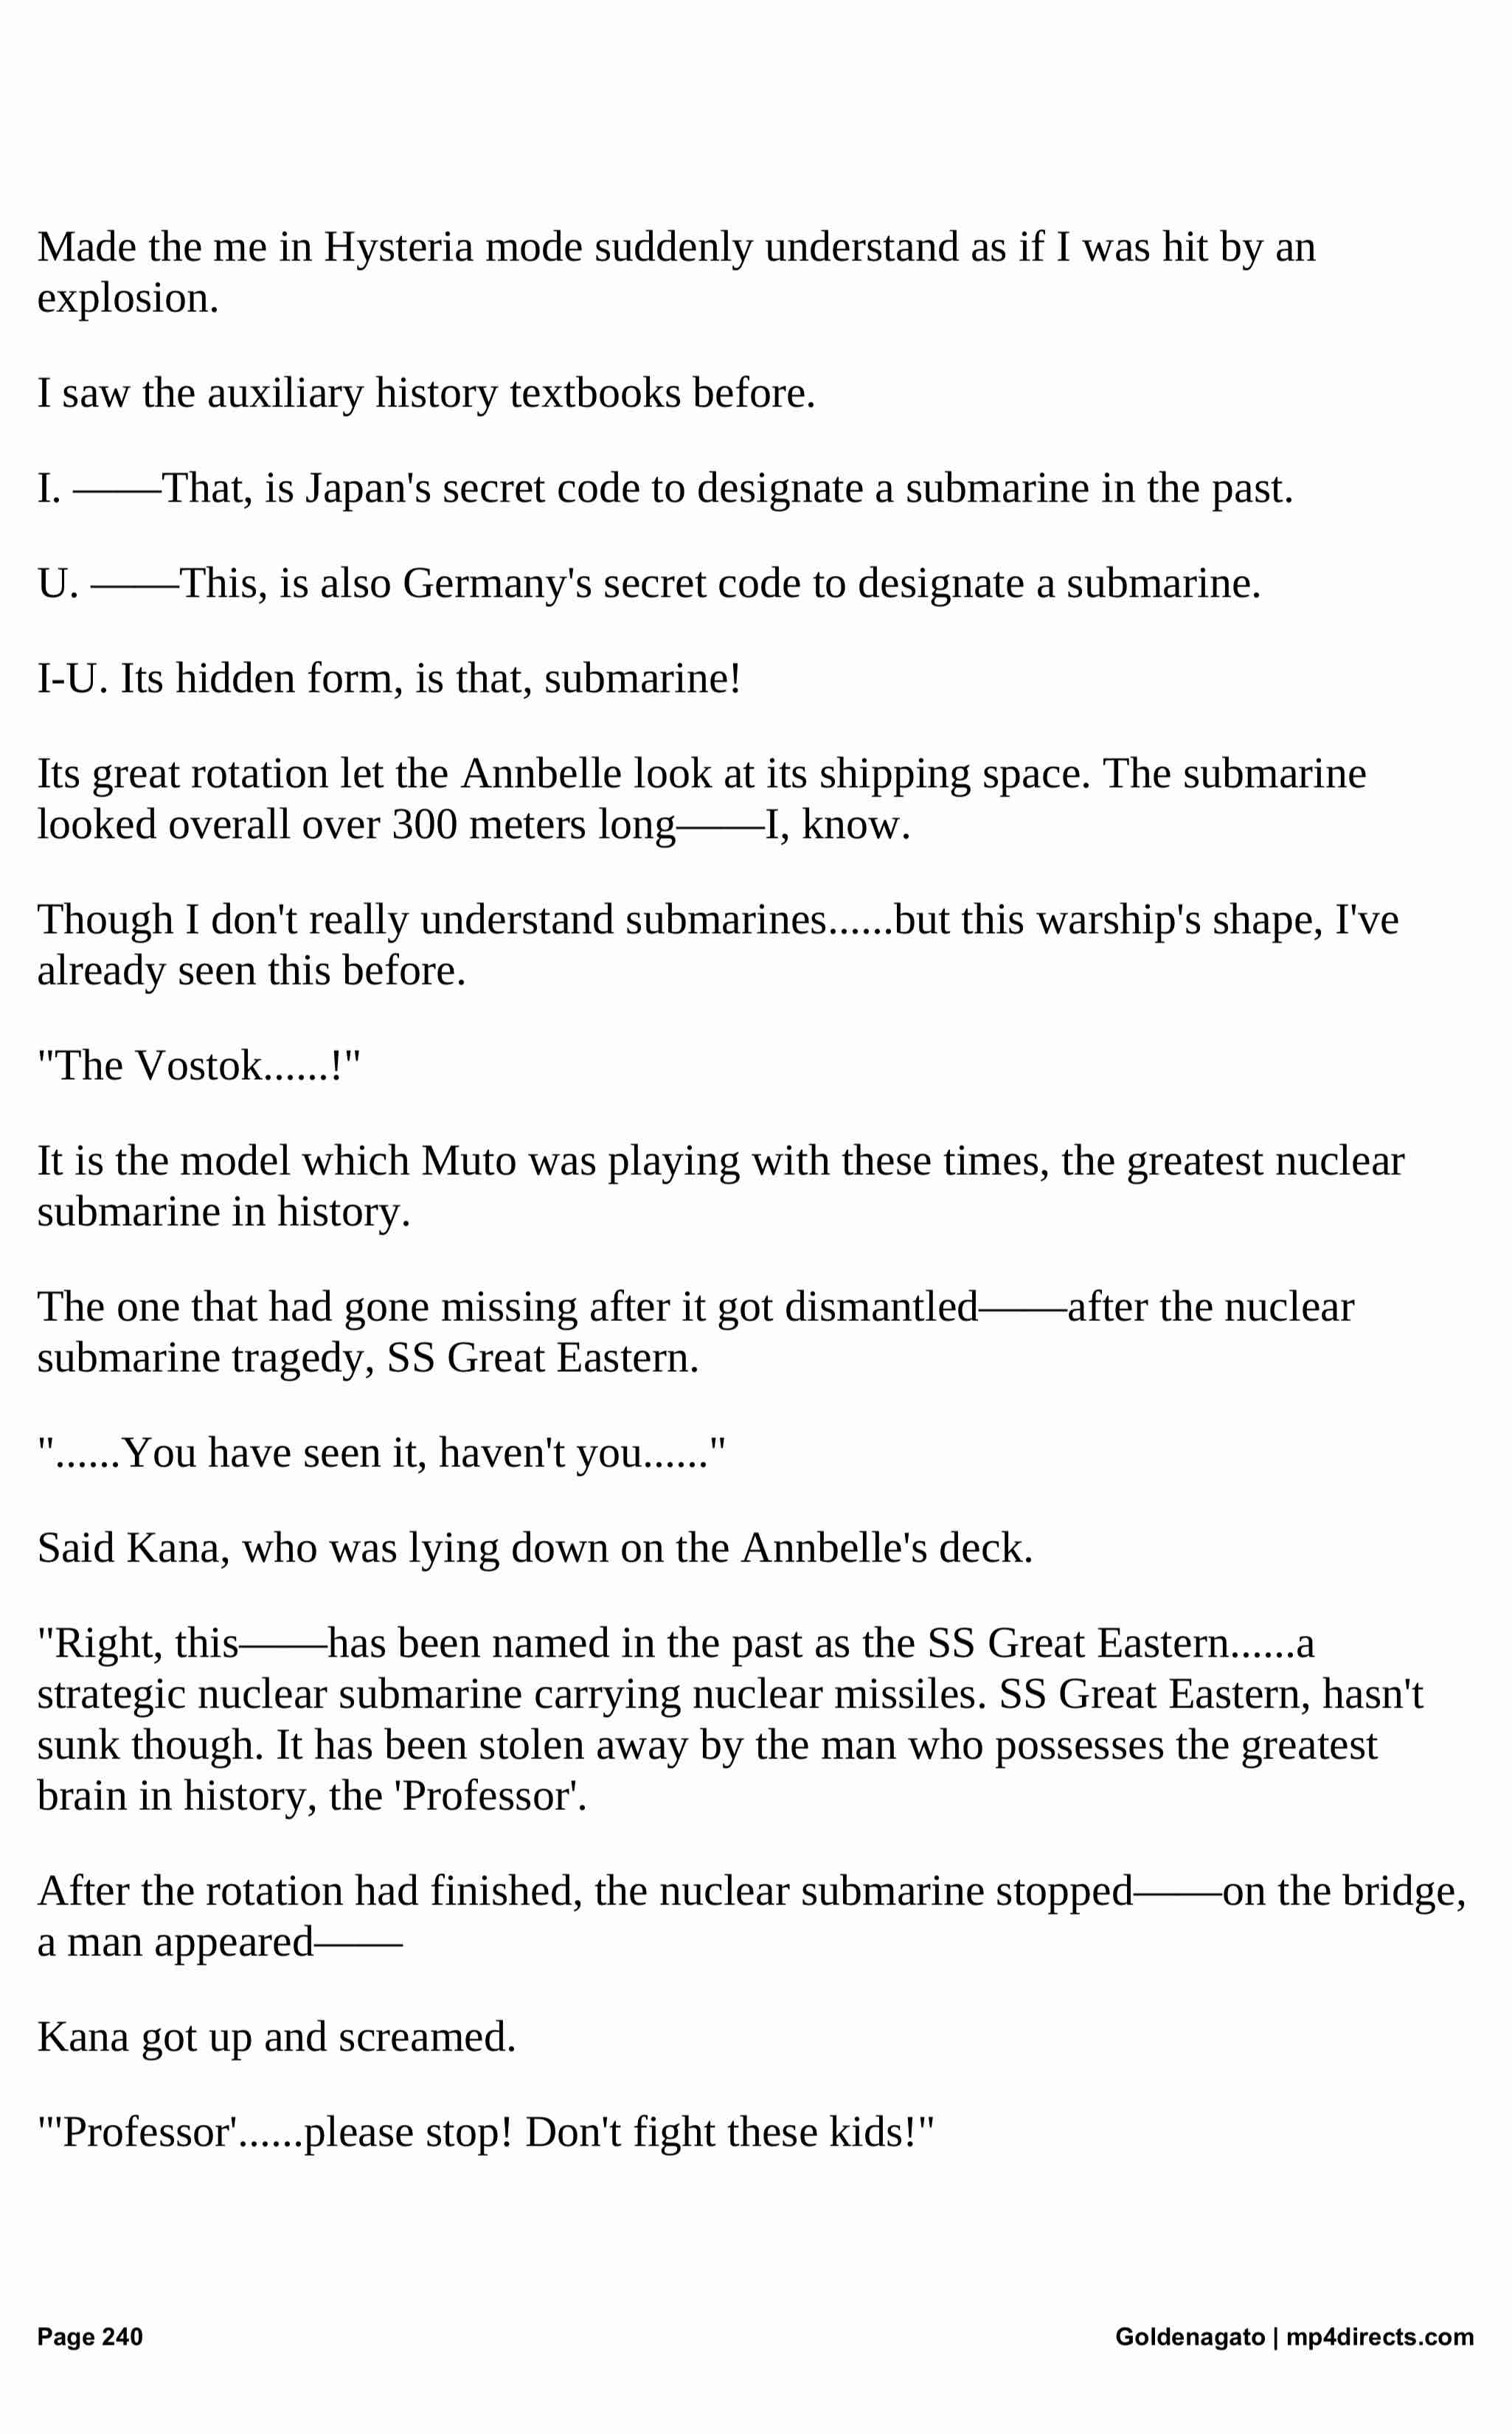 Made the me in Hysteria mode suddenly understand as if I was hit by an
explosion.
I saw the auxiliary history textbooks before.
I. ——That, is Japan's secret code to designate a submarine in the past.
U. ——This, is also Germany's secret code to designate a submarine.
I-U. Its hidden form, is that, submarine!
Its great rotation let the Annbelle look at its shipping space. The submarine
looked overall over 300 meters long——I, know.
Though I don't really understand submarines......but this warship's shape, I've
already seen this before.
"The Vostok......!"
It is the model which Muto was playing with these times, the greatest nuclear
submarine in history.
The one that had gone missing after it got dismantled——after the nuclear
submarine tragedy, SS Great Eastern.
"......You have seen it, haven't you......"
Said Kana, who was lying down on the Annbelle's deck.
"Right, this——has been named in the past as the SS Great Eastern......a
strategic nuclear submarine carrying nuclear missiles. SS Great Eastern, hasn't
sunk though. It has been stolen away by the man who possesses the greatest
brain in history, the 'Professor'.
After the rotation had finished, the nuclear submarine stopped——on the bridge,
a man appeared——
Kana got up and screamed.
"'Professor'......please stop! Don't fight these kids!"
Page 240
Goldenagato | mp4directs.com